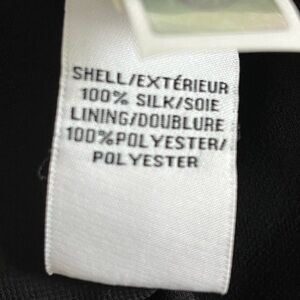 SHELL/EXTÉRIEUR
100% SILK/SOIE
LINING/DOUBLURE
100%POLYESTER/
POLYESTER